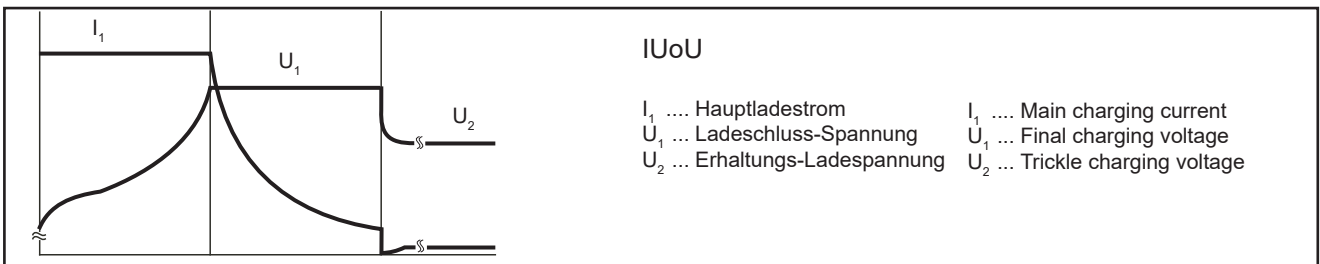 I₁
U₁
U₂
IUoU
I₁ .... Hauptladestrom
U₁ ... Ladeschluss-Spannung
U₂ ... Erhaltungs-Ladespannung
I₁ .... Main charging current
U₁ ... Final charging voltage
U₂ ... Trickle charging voltage